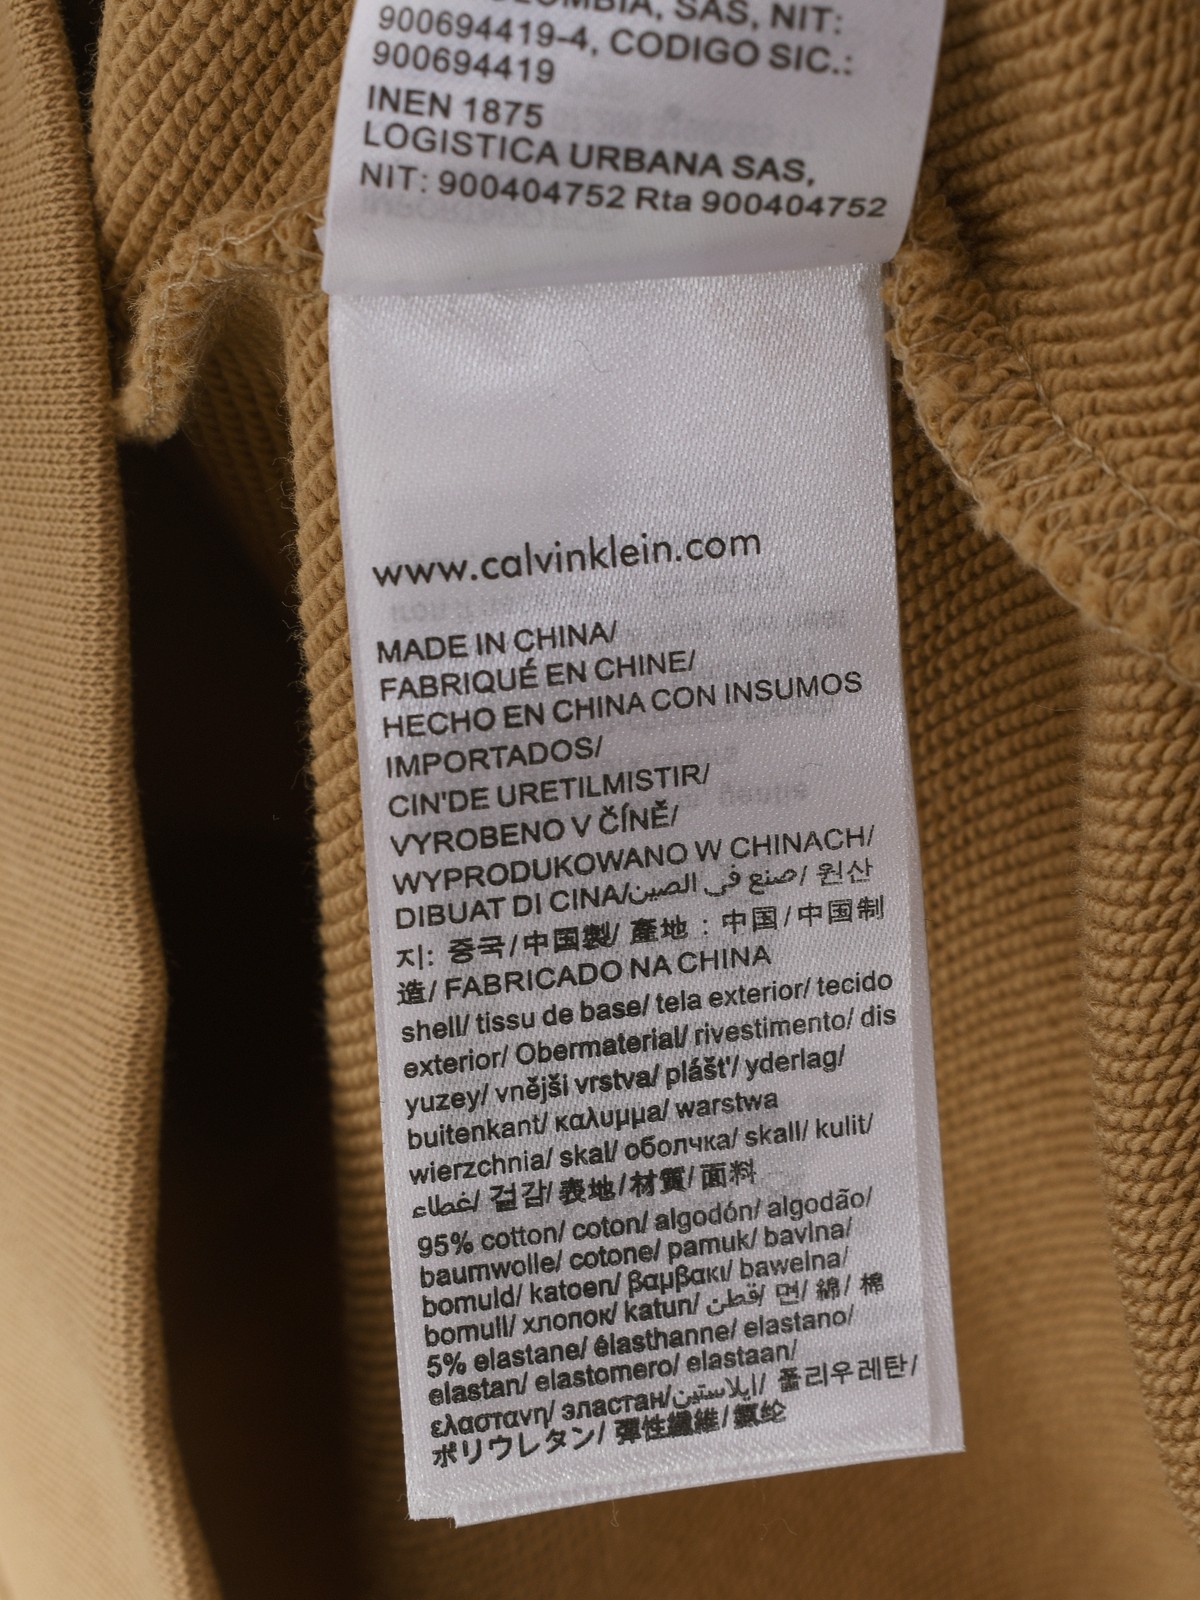 OLOMBIA, SAS, NIT:
900694419-4, CODIGO SIC.:
900694419
INEN 1875
LOGISTICA URBANA SAS,
NIT: 900404752 Rta 900404752
www.calvinklein.com
MADE IN CHINA/
FABRIQUÉ EN CHINE/
HECHO EN CHINA CON INSUMOS
IMPORTADOS/
CIN'DE URETILMISTIR/
VYROBENO V ČÍNĚ/
WYPRODUKOWANO W CHINACH/
DIBUAT DI CINA/صنع في الصين/ 원산
지: 중국/中国製/ 產地 : 中国/中国制
造/ FABRICADO NA CHINA
shell/ tissu de base/ tela exterior/ tecido
exterior/ Obermaterial/ rivestimento/ dis
yuzey/ vnější vrstva/ plášt'/ yderlag/
buitenkant/ καλυμμα/ warstwa
wierzchnia/ skal/ оболчка/ skall/ kulit/
غطاء/ 겉감/ 表地/材質/ 面料
95% cotton/ coton/ algodón/ algodão/
baumwolle/ cotone/ pamuk/ bavlna/
bomuld/ katoen/ βαμβακι/ bawelna/
bomull/ хлопок/ katun/ قطن/ 면/ 綿/ 棉
5% elastane/ élasthanne/ elastano/
elastan/ elastomero/ elastaan/
ελαστανη/ эластан/إيلاستين/ 폴리우레탄/
ポリウレタン/ 彈性纖維/ 氨纶